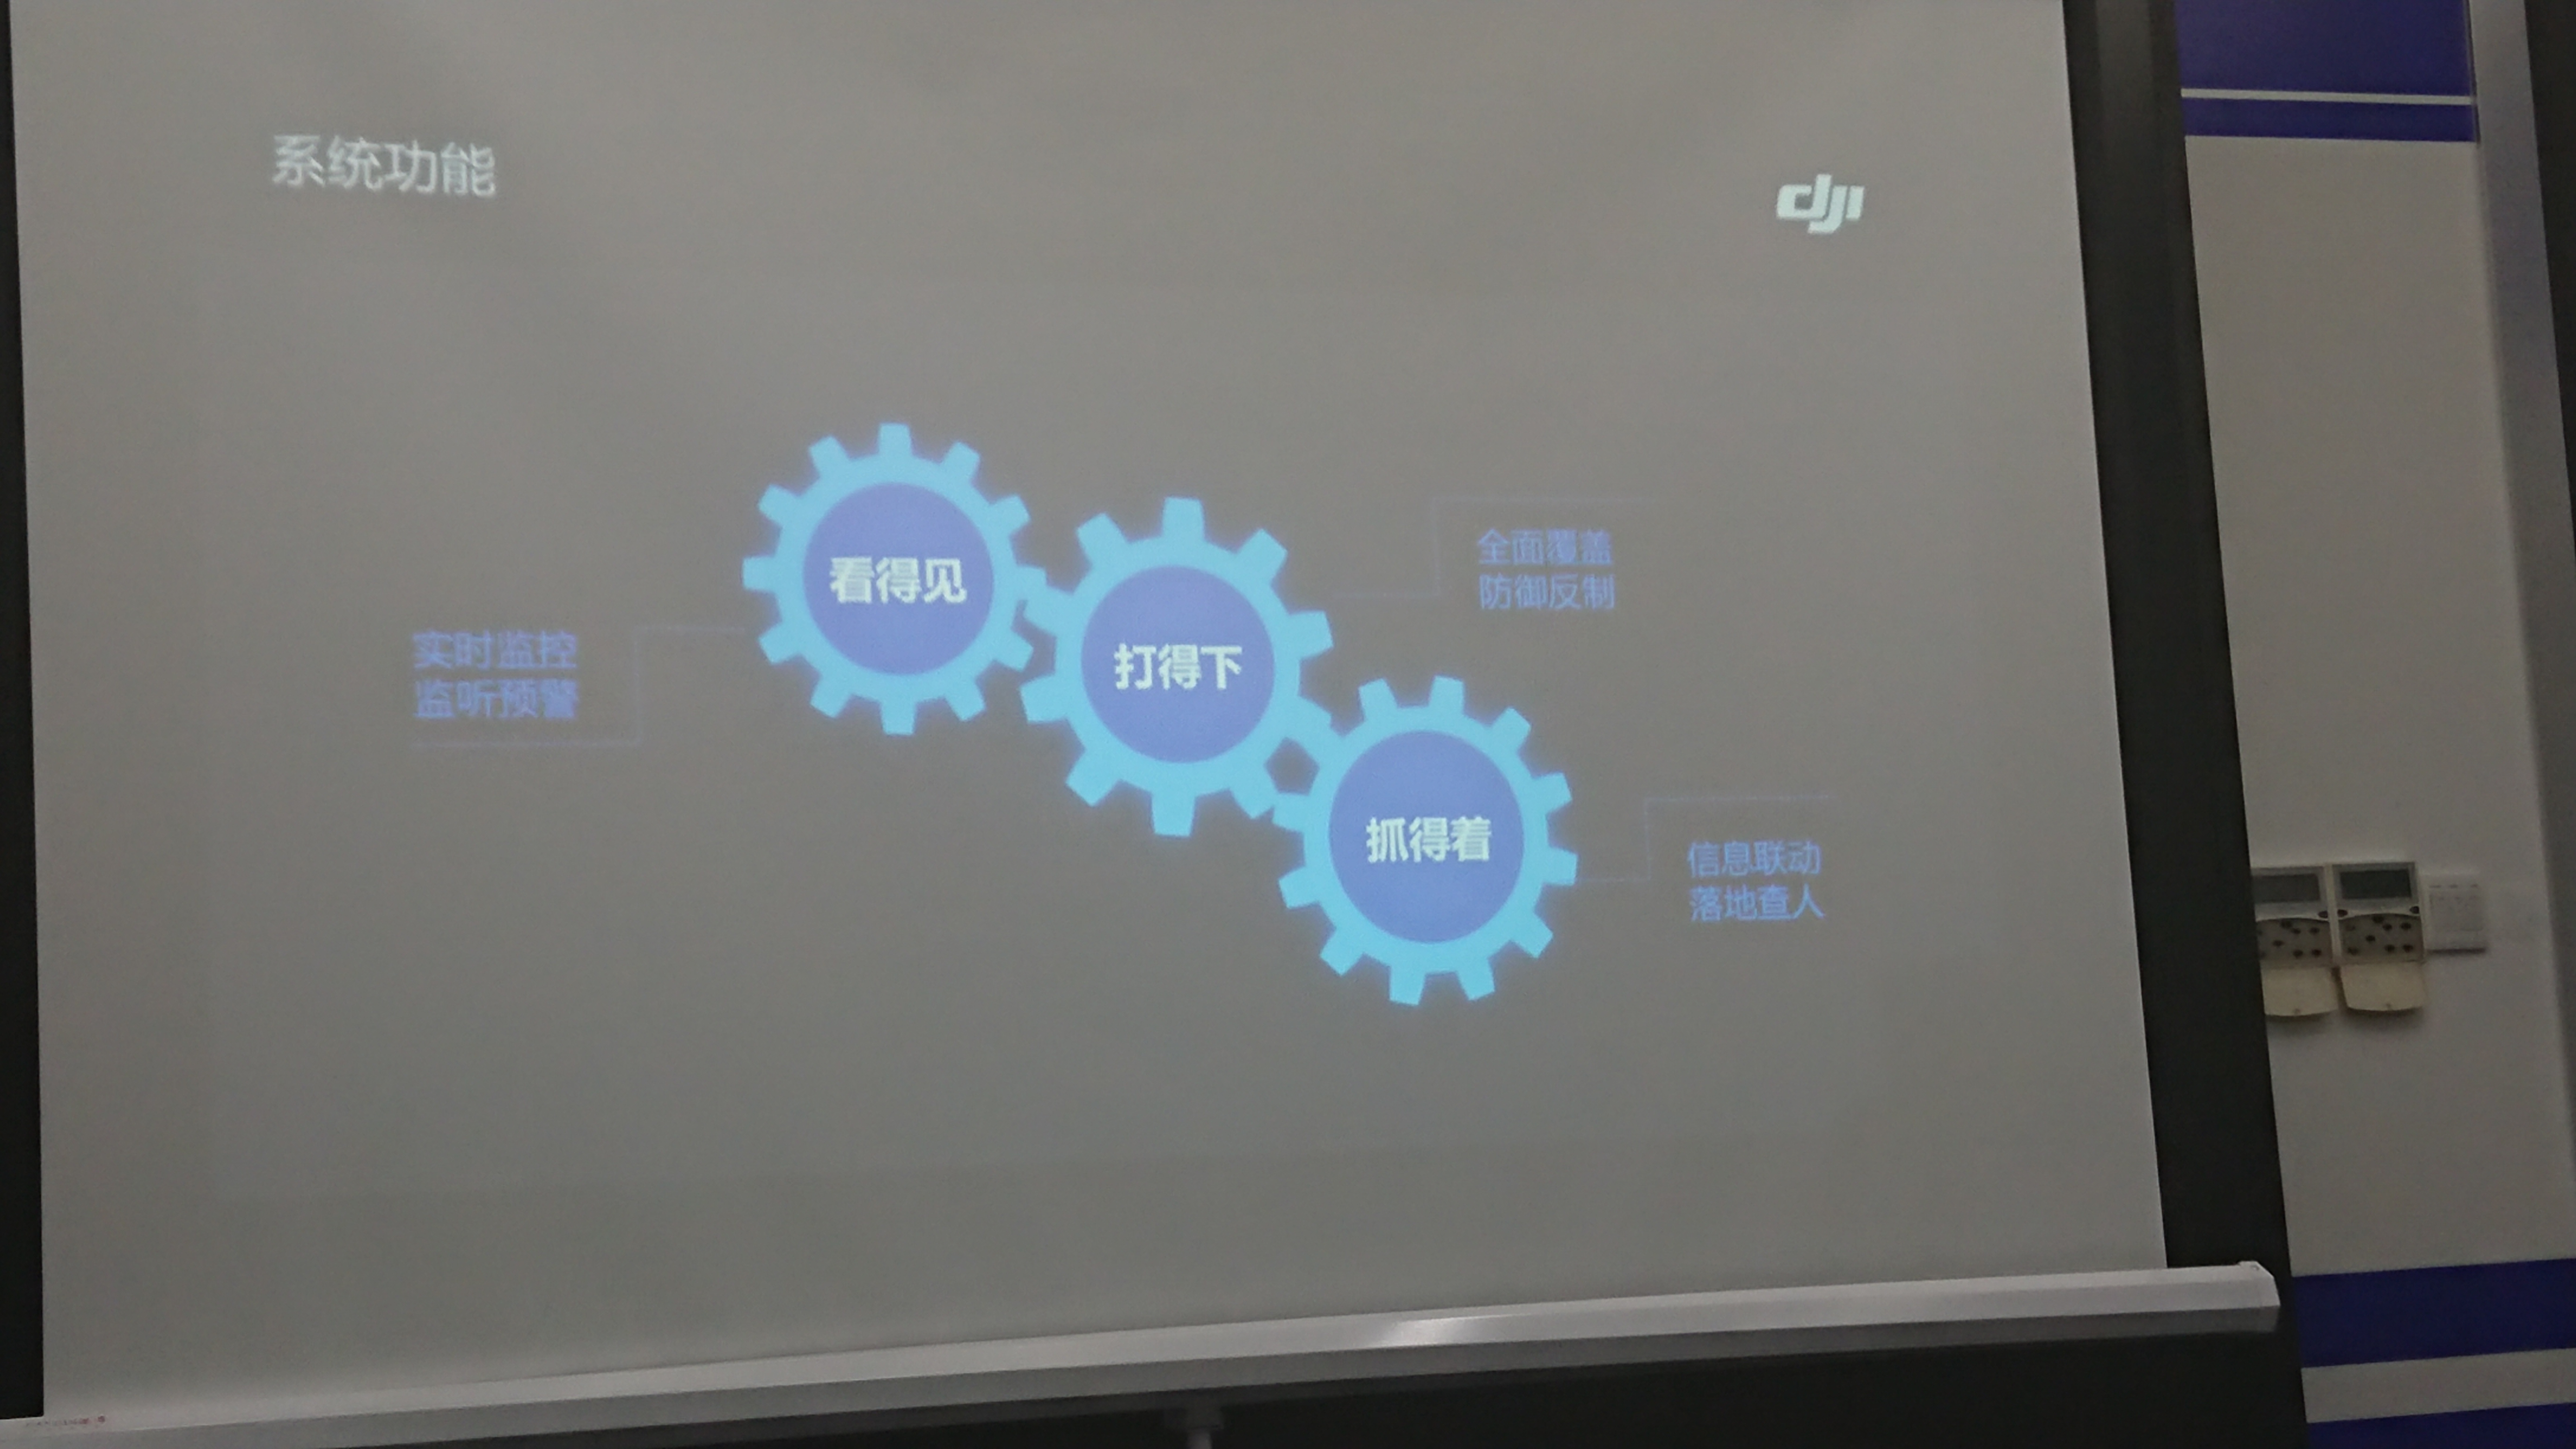 系统功能
dji
看得见
实时监控
监听预警
打得下
全面覆盖
防御反制
抓得着
信息联动
落地查人